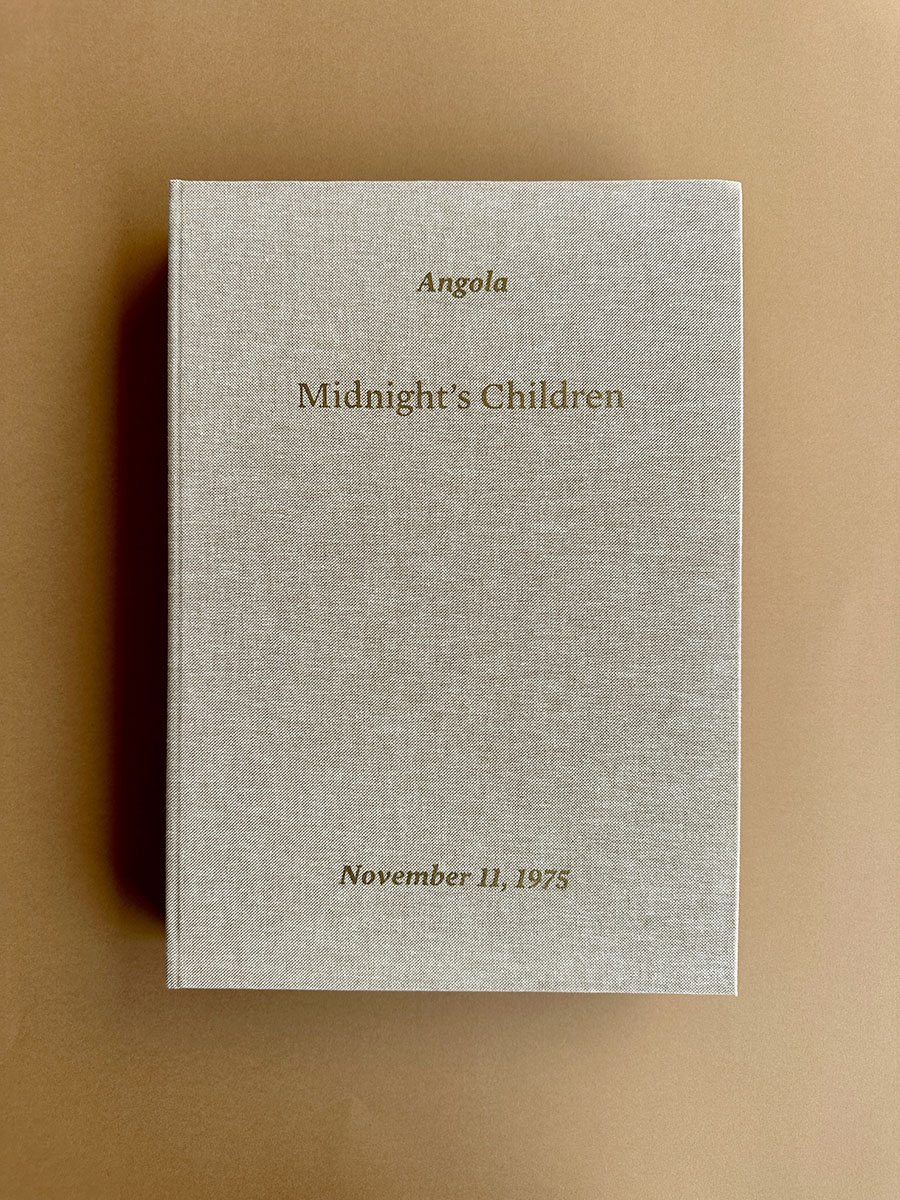 Angola
Midnight’s Children
November 11, 1975